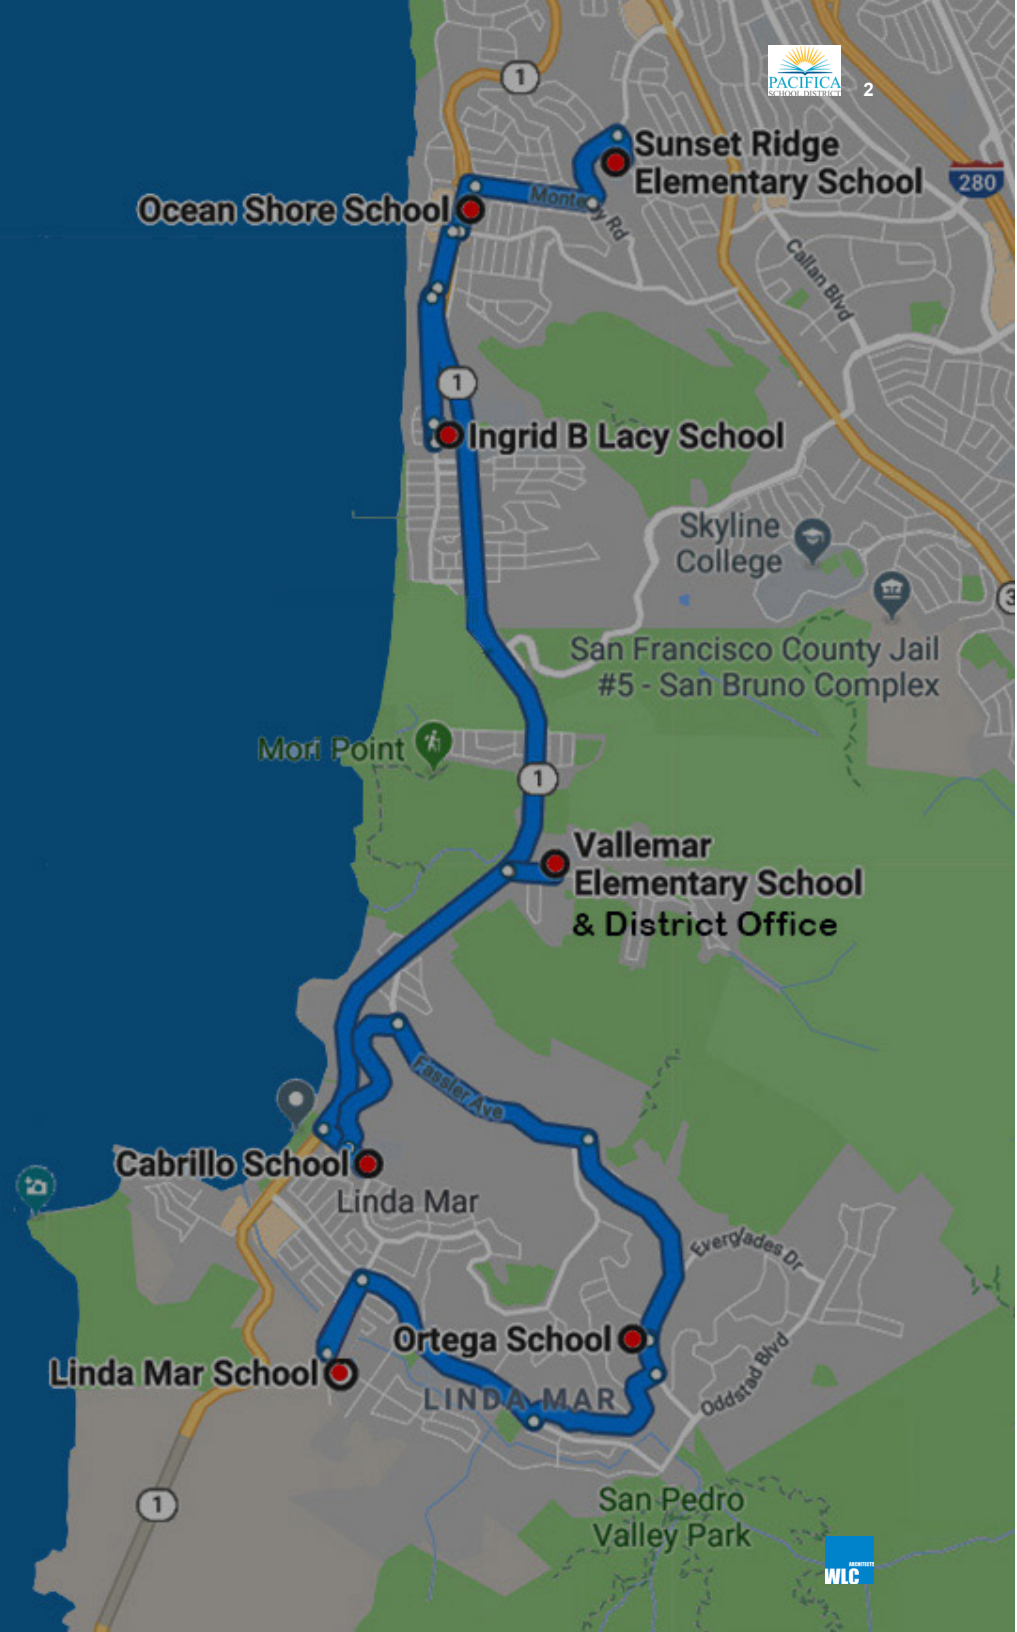 1
PACIFICA
SCHOOL DISTRICT
2
Sunset Ridge
Elementary School
280
Ocean Shore School
Monterey Rd
Callan Blvd
1
Ingrid B Lacy School
Skyline
College
3
San Francisco County Jail
#5 - San Bruno Complex
Mori Point
1
Vallemar
Elementary School
& District Office
Fassler Ave
Cabrillo School
Linda Mar
Everglades Dr
Ortega School
Linda Mar School
LINDA MAR
Oddstad Blvd
1
San Pedro
Valley Park
ARCHITECTS
WLC